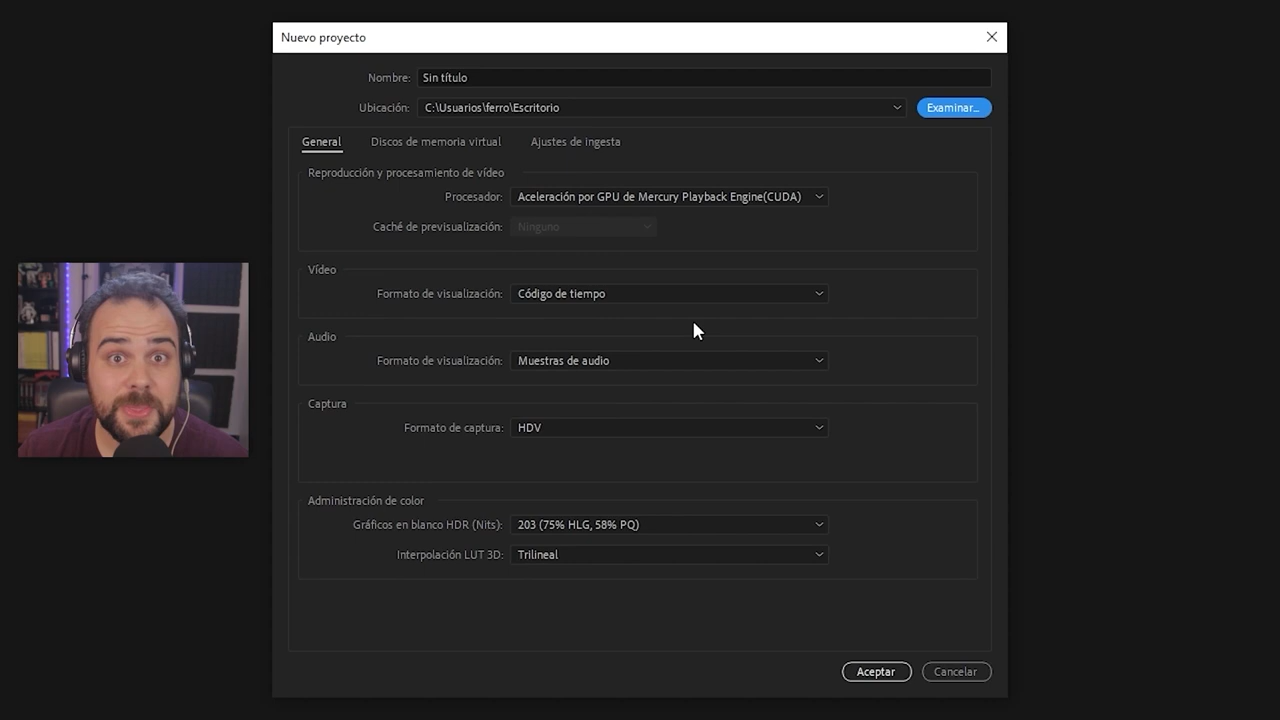 Nuevo proyecto
Nombre: Sin título
Ubicación: C:\Usuarios\ferro\Escritorio Examinar...
General Discos de memoria virtual Ajustes de ingesta
Reproducción y procesamiento de vídeo
Procesador: Aceleración por GPU de Mercury Playback Engine(CUDA)
Caché de previsualización: Ninguno
Vídeo
Formato de visualización: Código de tiempo
Audio
Formato de visualización: Muestras de audio
Captura
Formato de captura: HDV
Administración de color
Gráficos en blanco HDR (Nits): 203 (75% HLG, 58% PQ)
Interpolación LUT 3D: Trilineal
Aceptar Cancelar